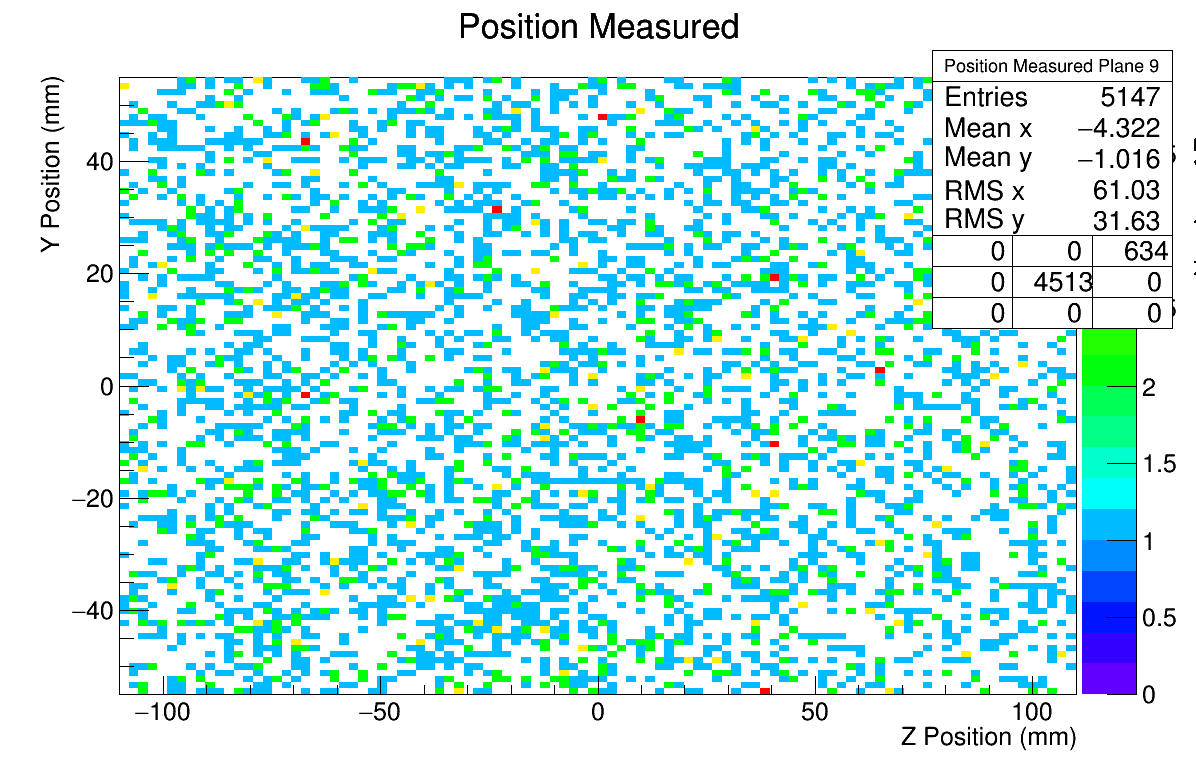 Position Measured
Position Measured Plane 9
Entries 5147
Mean x −4.322
Mean y −1.016
RMS x 61.03
RMS y 31.63
0 0 634
0 4513 0
0 0 0
Y Position (mm)
40
20
0
−20
−40
−100 −50 0 50 100
Z Position (mm)
2
1.5
1
0.5
0